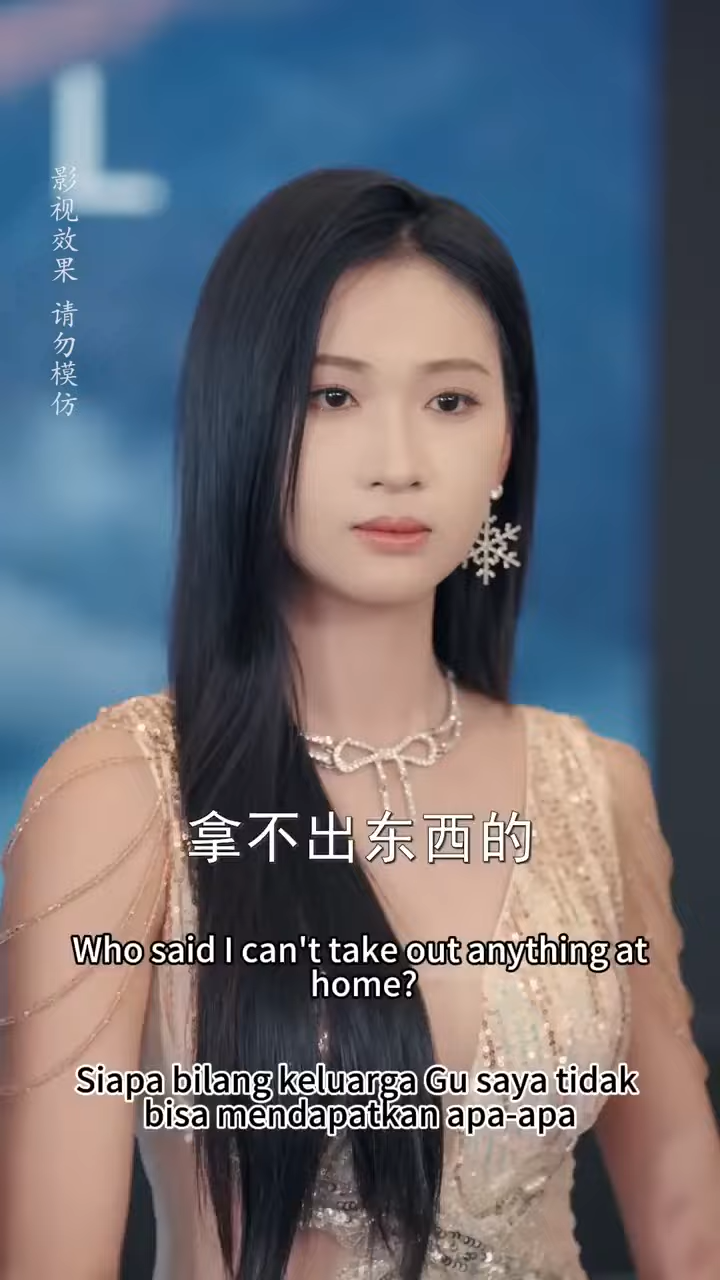 L
影视效果 请勿模仿
拿不出东西的
Who said I can't take out anything at
home?
Siapa bilang keluarga Gu saya tidak
bisa mendapatkan apa-apa